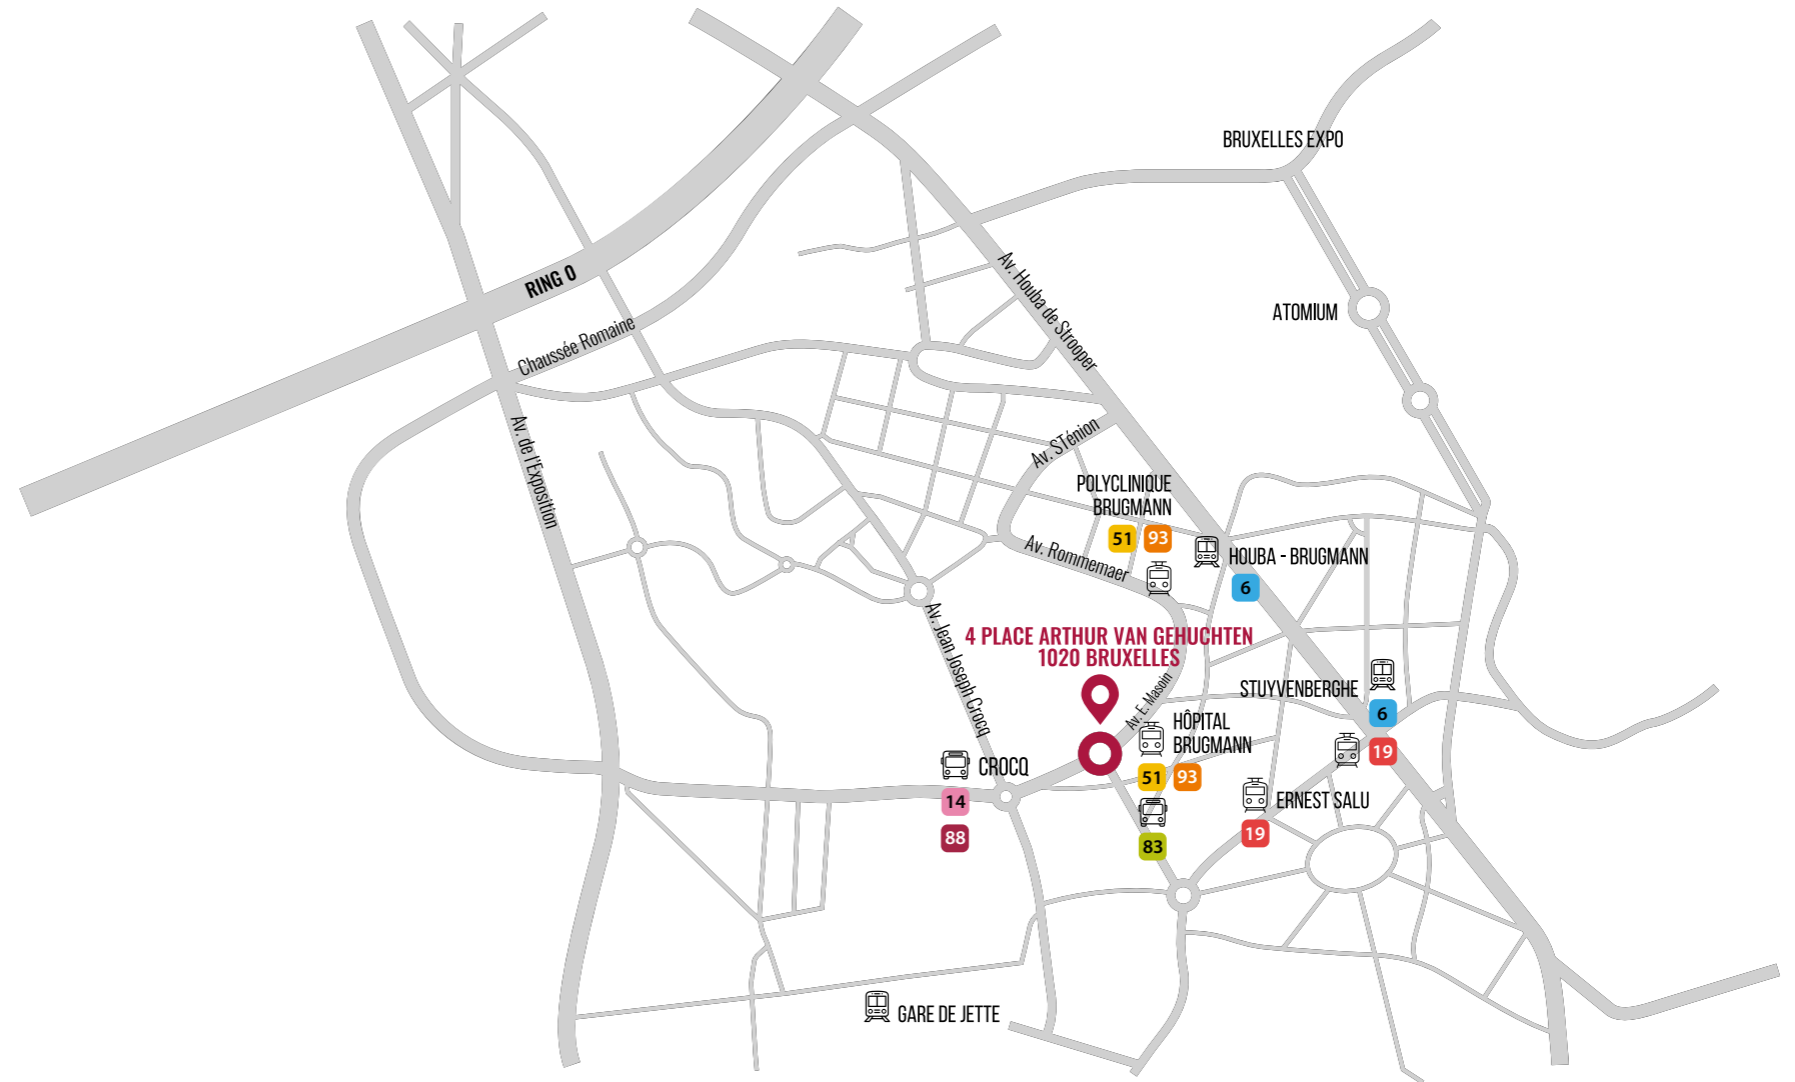 BRUXELLES EXPO
RING 0
Av. Houba de Strooper
ATOMIUM
Chaussée Romaine
Av. de l'Exposition
Av. STénion
POLYCLINIQUE
BRUGMANN
51 93
Av. Rommemaer
HOUBA - BRUGMANN
6
Av. Jean Joseph Crocq
4 PLACE ARTHUR VAN GEHUCHTEN
1020 BRUXELLES
Av. E. Masoin
STUYVENBERGHE
6
19
HÔPITAL
BRUGMANN
51 93
83
CROCQ
14
88
ERNEST SALU
19
GARE DE JETTE